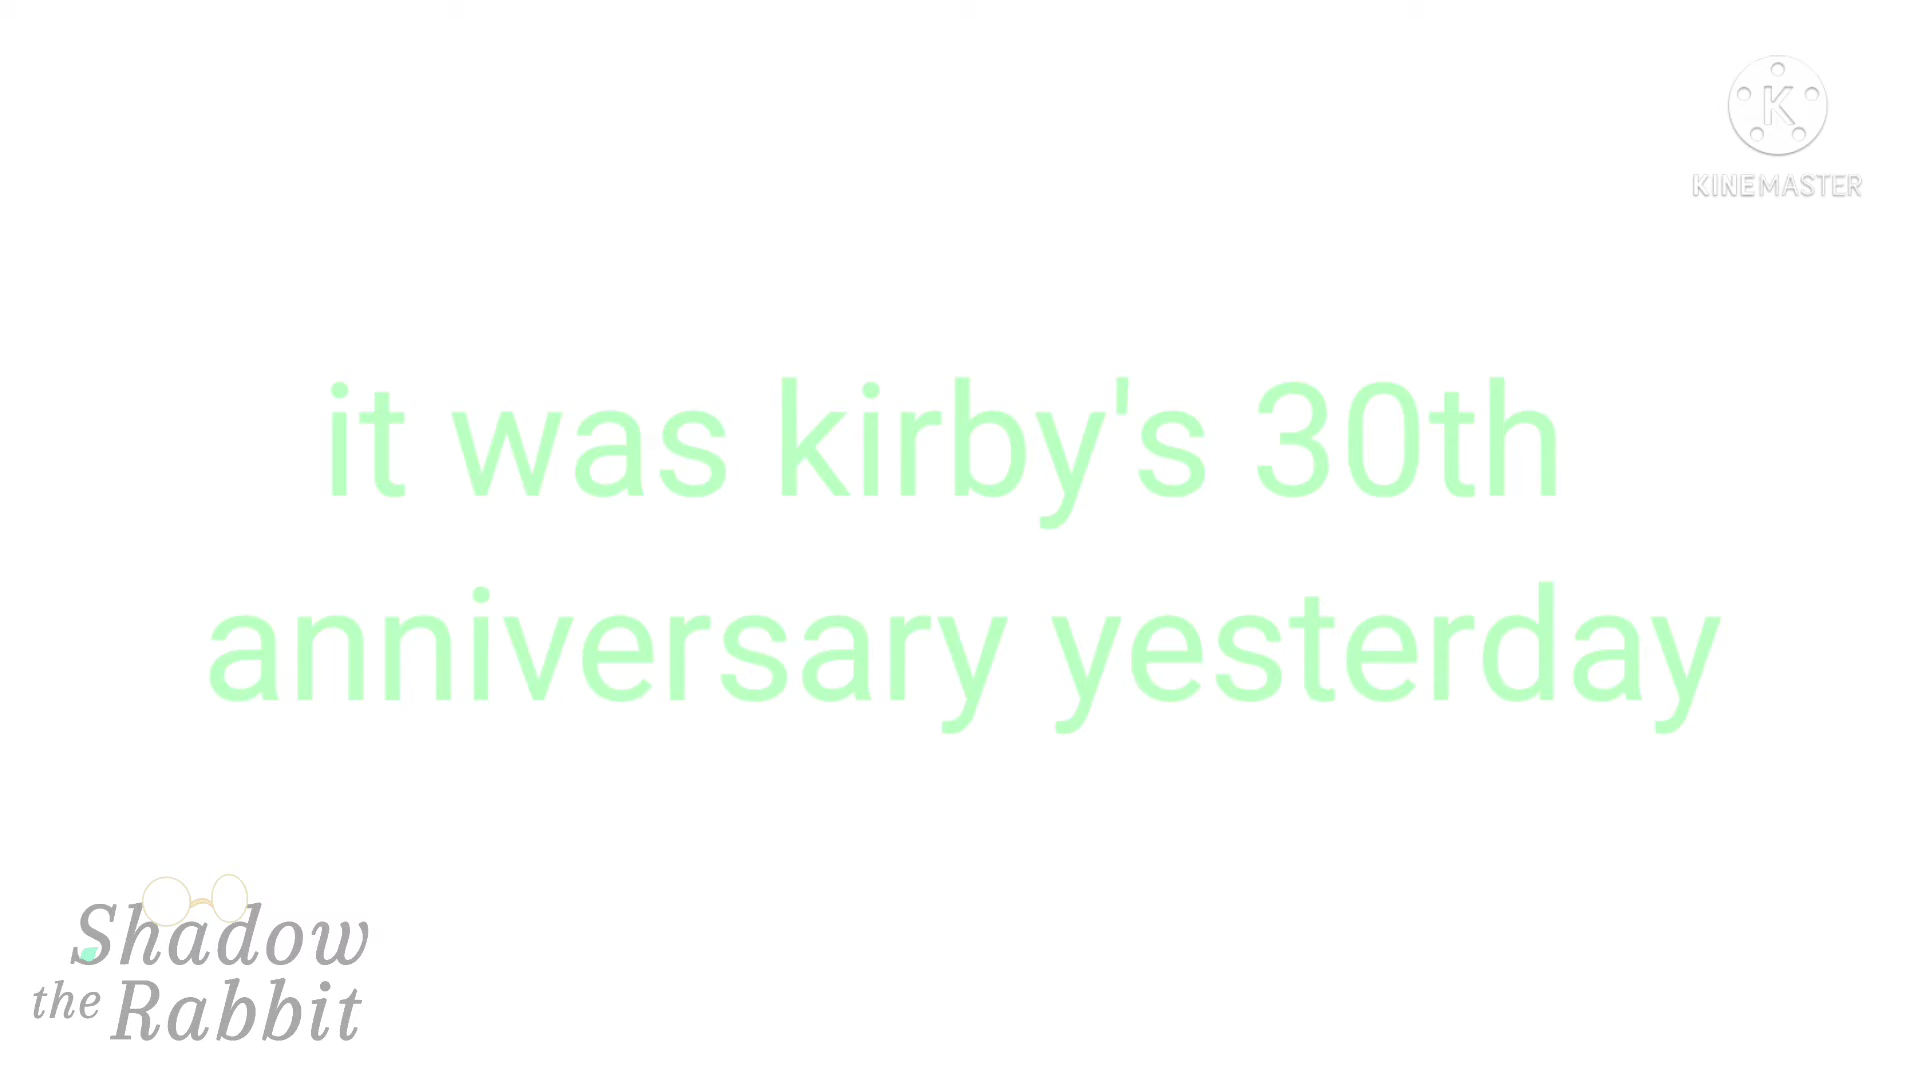 K
KINEMASTER
it was kirby's 30th
anniversary yesterday
Shadow
the Rabbit